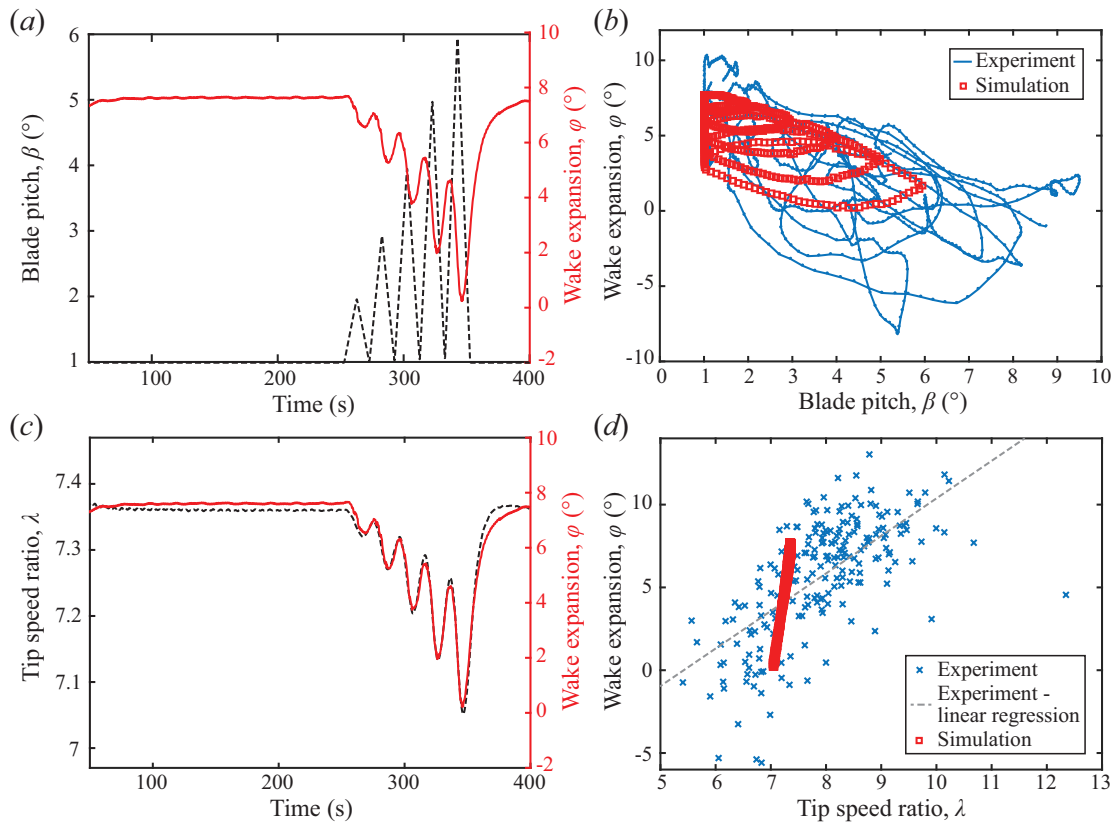 (a)
6
5
4
3
2
1
Blade pitch, β (°)
10
8
6
4
2
0
-2
Wake expansion, φ (°)
100 200 300 400
Time (s)
(b)
10
5
0
-5
-10
Wake expansion, φ (°)
Experiment
Simulation
0 1 2 3 4 5 6 7 8 9 10
Blade pitch, β (°)
(c)
7.4
7.3
7.2
7.1
7
Tip speed ratio, λ
10
8
6
4
2
0
-2
Wake expansion, φ (°)
100 200 300 400
Time (s)
(d)
10
5
0
-5
Wake expansion, φ (°)
Experiment
Experiment -
linear regression
Simulation
5 6 7 8 9 10 11 12 13
Tip speed ratio, λ